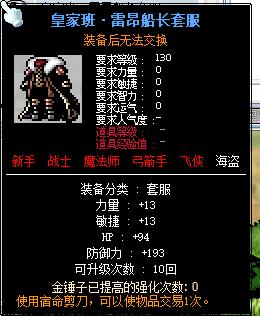 皇家班·雷昂船长套服
装备后无法交换
要求等级： 130
要求力量： 0
要求敏捷： 0
要求智力： 0
要求运气： 0
要求人气度：-
道具等级：-
道具经验值：-
新手 战士 魔法师 弓箭手 飞侠 海盗
装备分类：套服
力量：+13
敏捷：+13
HP：+94
防御力：+193
可升级次数：10回
金锤子已提高的强化次数：0
使用宿命剪刀，可以使物品交易1次。